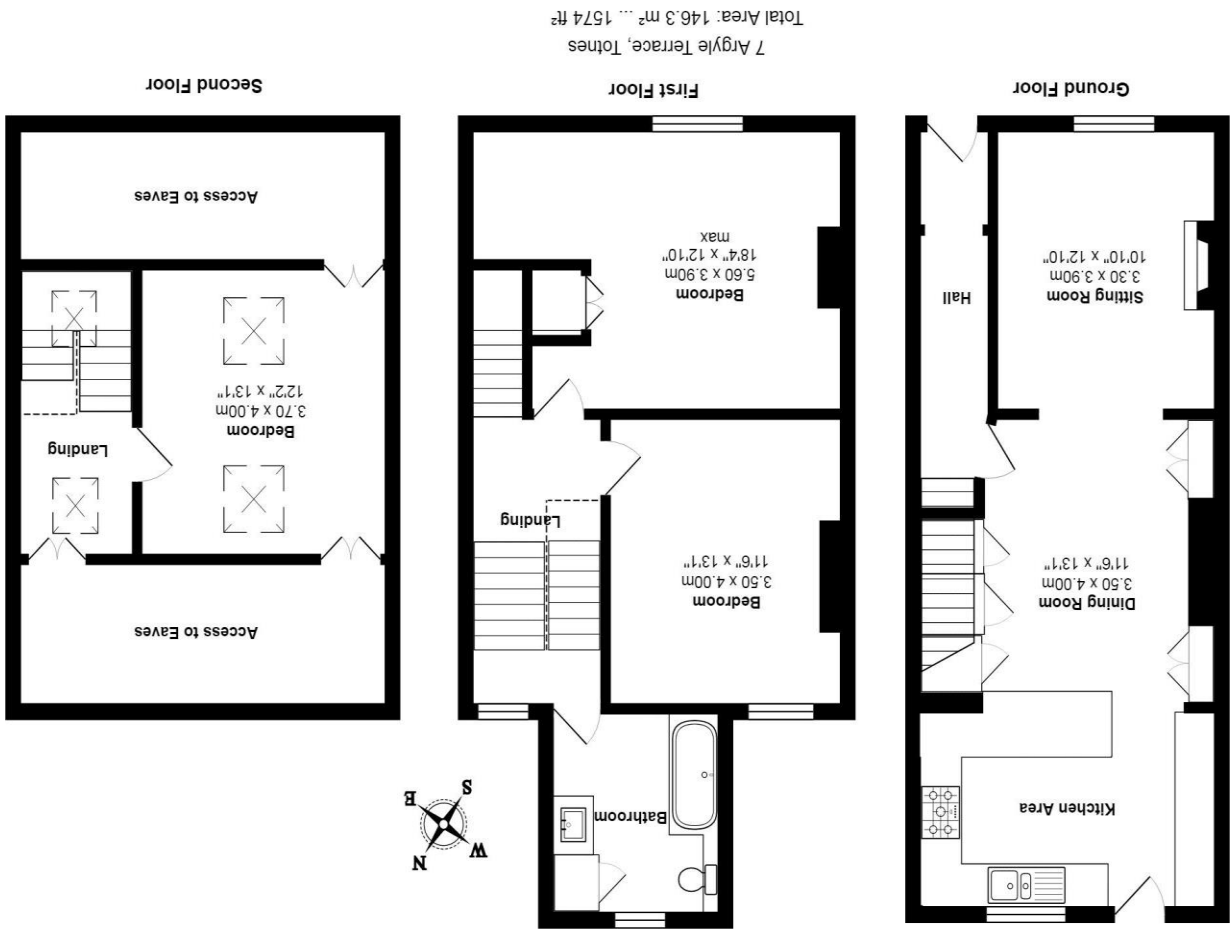 Kitchen Area
Dining Room
3.50 x 4.00m
11'6" x 13'1"
Sitting Room
3.30 x 3.90m
10'10" x 12'10"
Hall
Ground Floor
Bathroom
Landing
Bedroom
3.50 x 4.00m
11'6" x 13'1"
Bedroom
5.60 x 3.90m
18'4" x 12'10"
max
First Floor
Access to Eaves
Landing
Bedroom
3.70 x 4.00m
12'2" x 13'1"
Access to Eaves
Second Floor
N
E
S
W
7 Argyle Terrace, Totnes
Total Area: 146.3 m² ... 1574 ft²